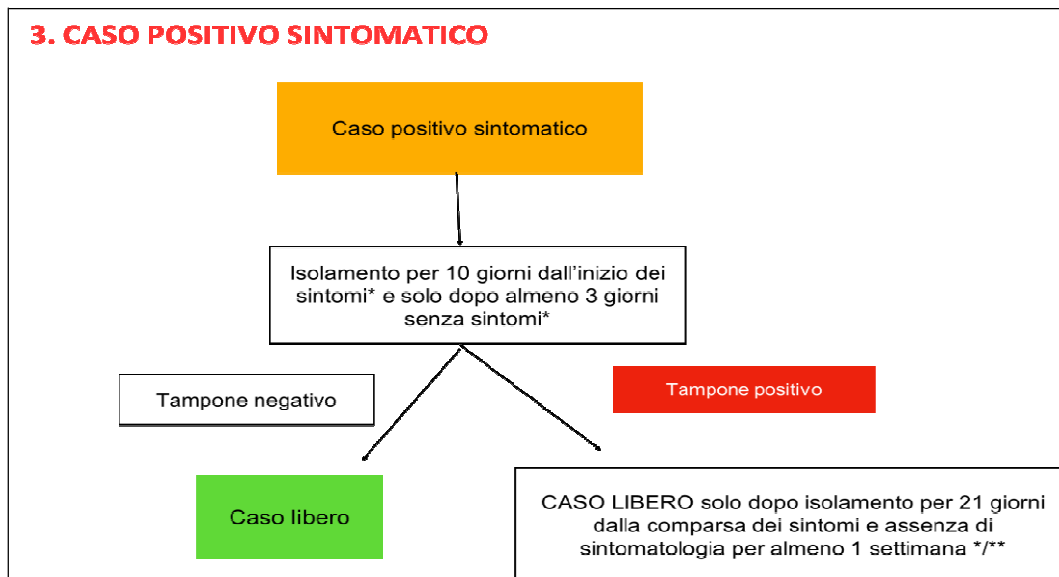 3. CASO POSITIVO SINTOMATICO
Caso positivo sintomatico
Isolamento per 10 giorni dall'inizio dei
sintomi* e solo dopo almeno 3 giorni
senza sintomi*
Tampone negativo
Tampone positivo
Caso libero
CASO LIBERO solo dopo isolamento per 21 giorni
dalla comparsa dei sintomi e assenza di
sintomatologia per almeno 1 settimana */**